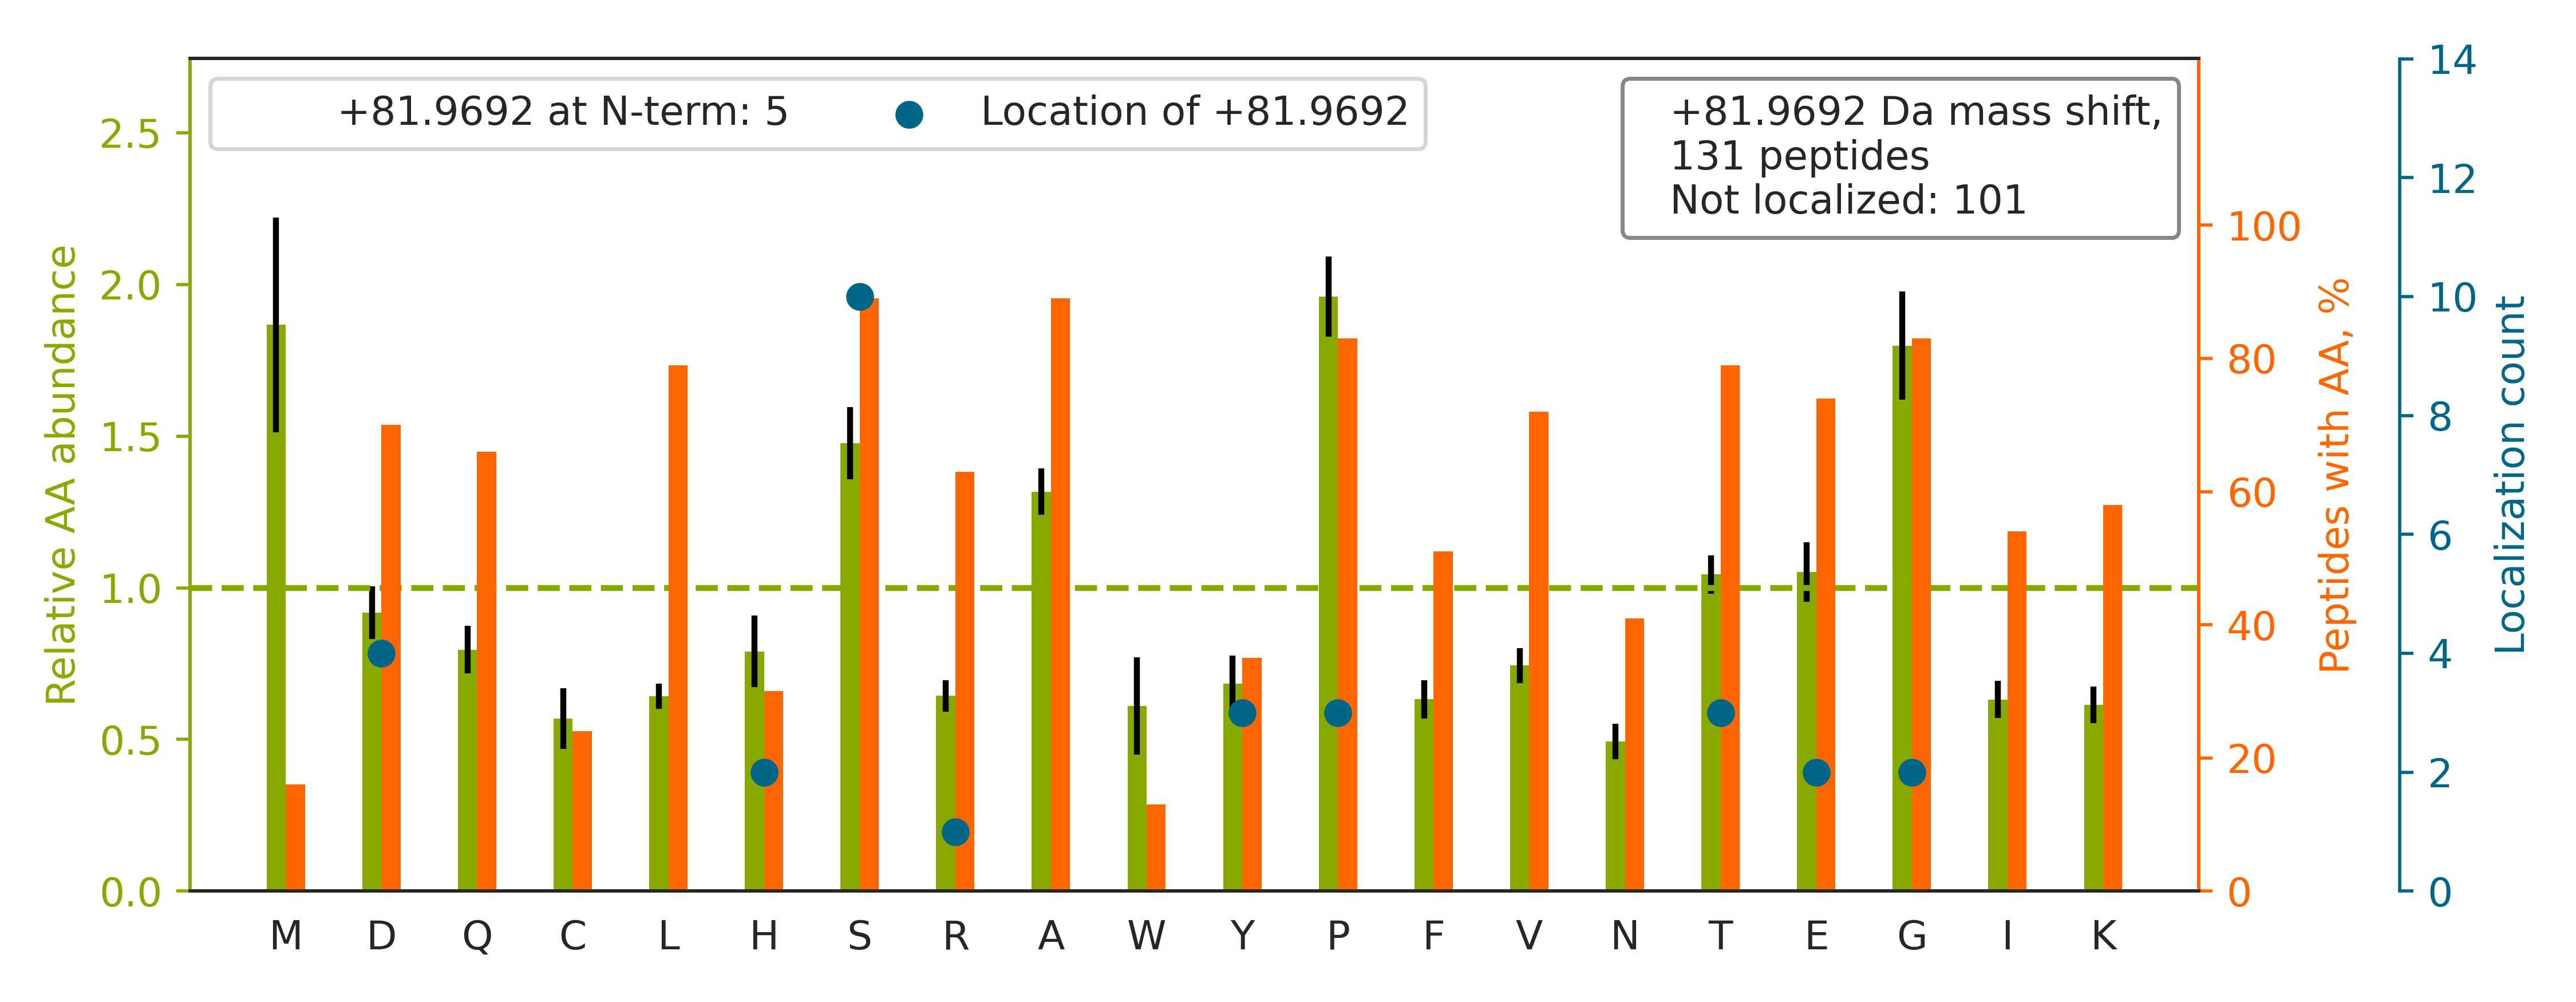 +81.9692 at N-term: 5
Location of +81.9692
+81.9692 Da mass shift,
131 peptides
Not localized: 101
Relative AA abundance
2.5
2.0
1.5
1.0
0.5
0.0
M D Q C L H S R A W Y P F V N T E G I K
100
80
60
40
20
0
Peptides with AA, %
14
12
10
8
6
4
2
0
Localization count